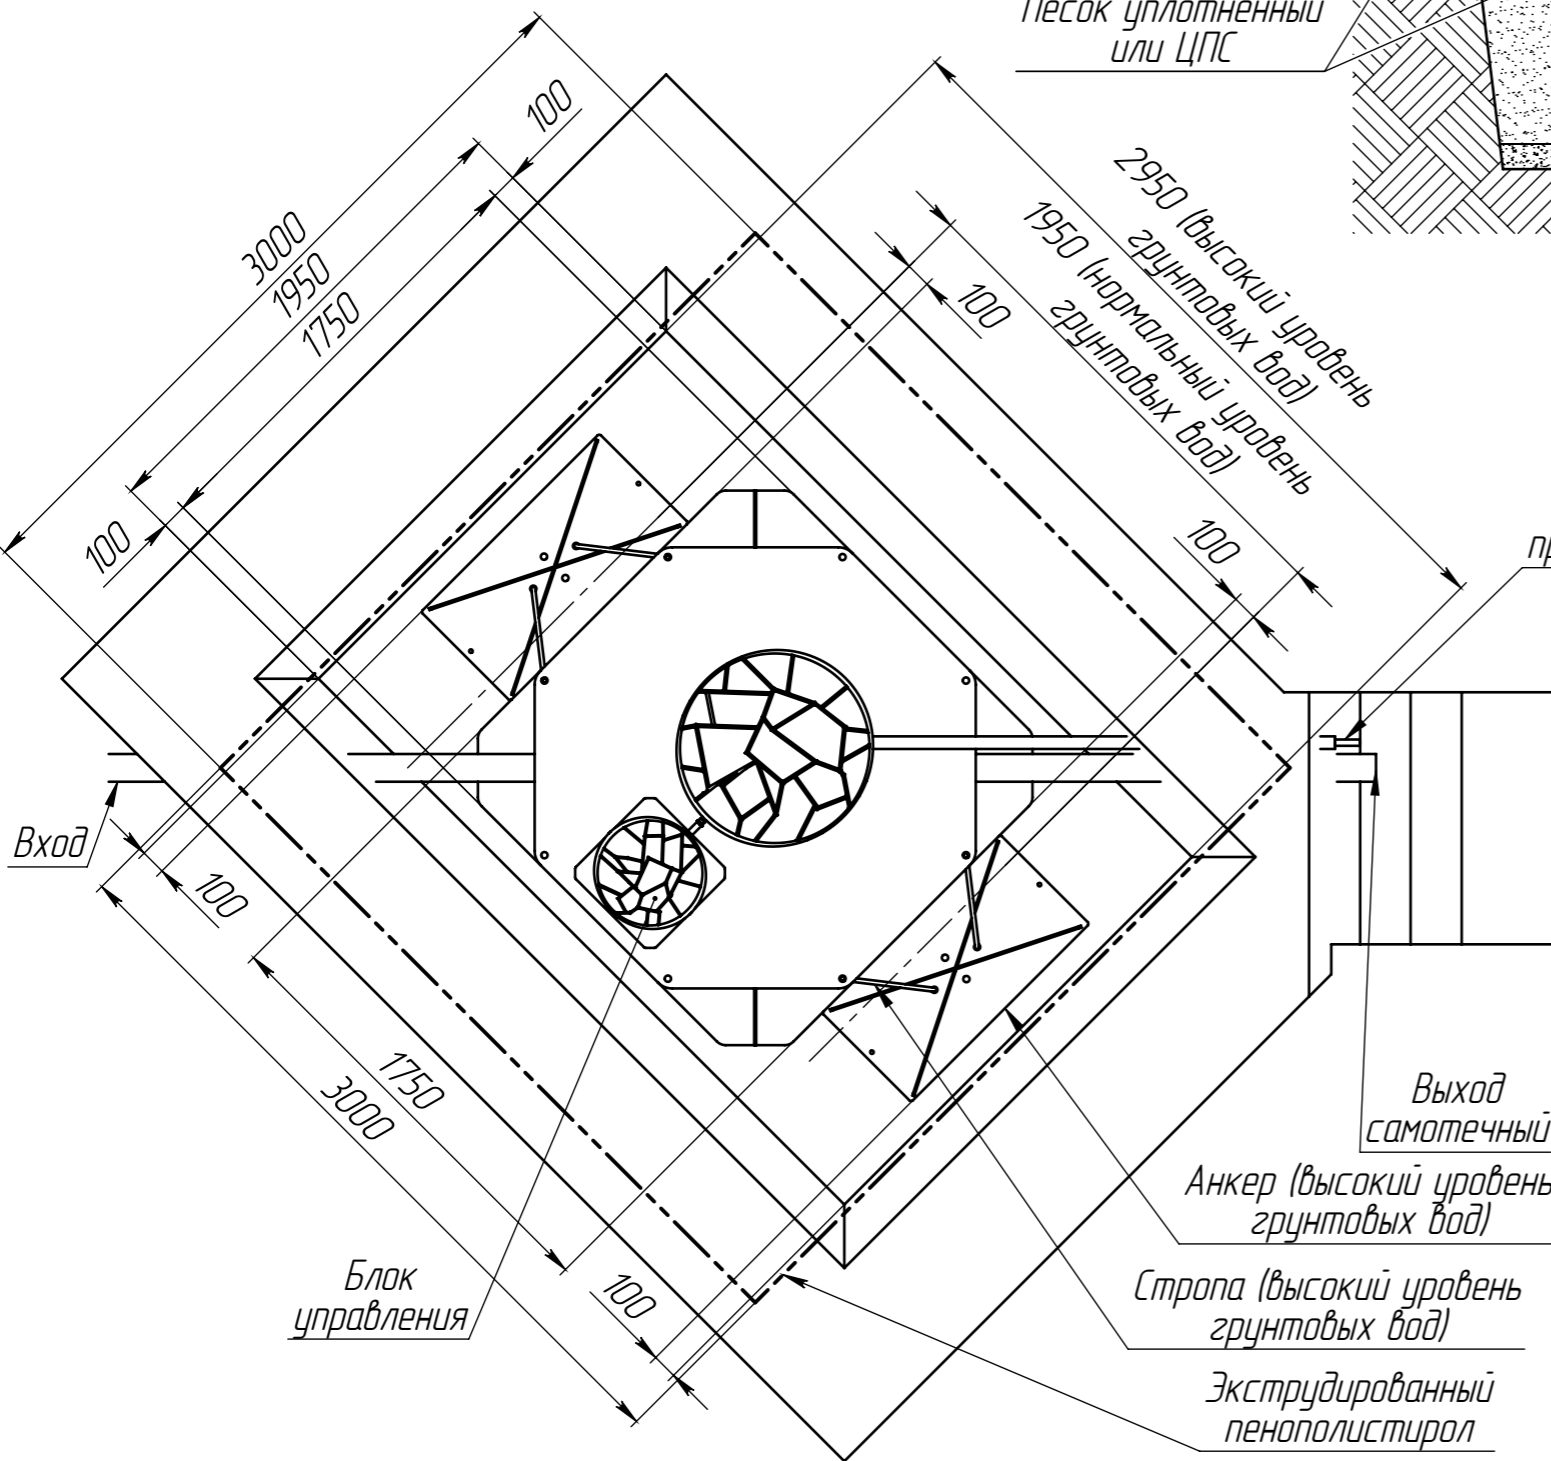 Песок уплотненный
или ЦПС
3000
1950
1750
100
100
2950 (высокий уровень
грунтовых вод)
1950 (нормальный уровень
грунтовых вод)
100
100
Вход
100
1750
3000
100
Блок
управления
Выход
самотечный
Анкер (высокий уровень
грунтовых вод)
Стропа (высокий уровень
грунтовых вод)
Экструдированный
пенополистирол